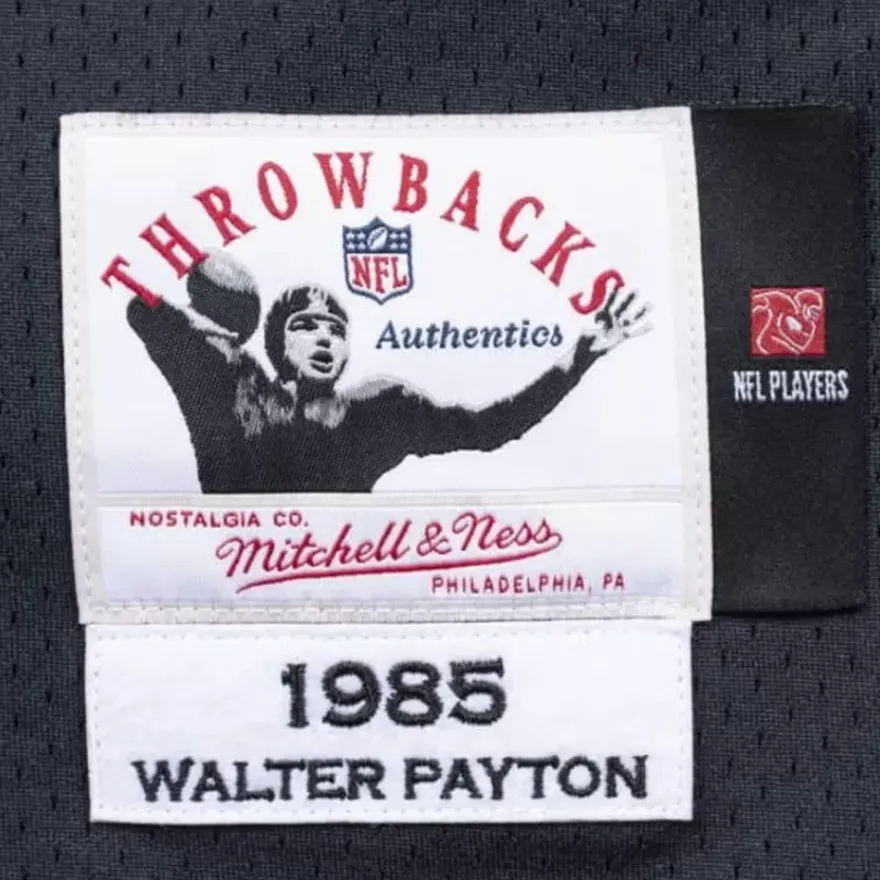 THROWBACKS
NFL
Authentics
NFL PLAYERS
NOSTALGIA CO.
Mitchell & Ness
PHILADELPHIA, PA
1985
WALTER PAYTON